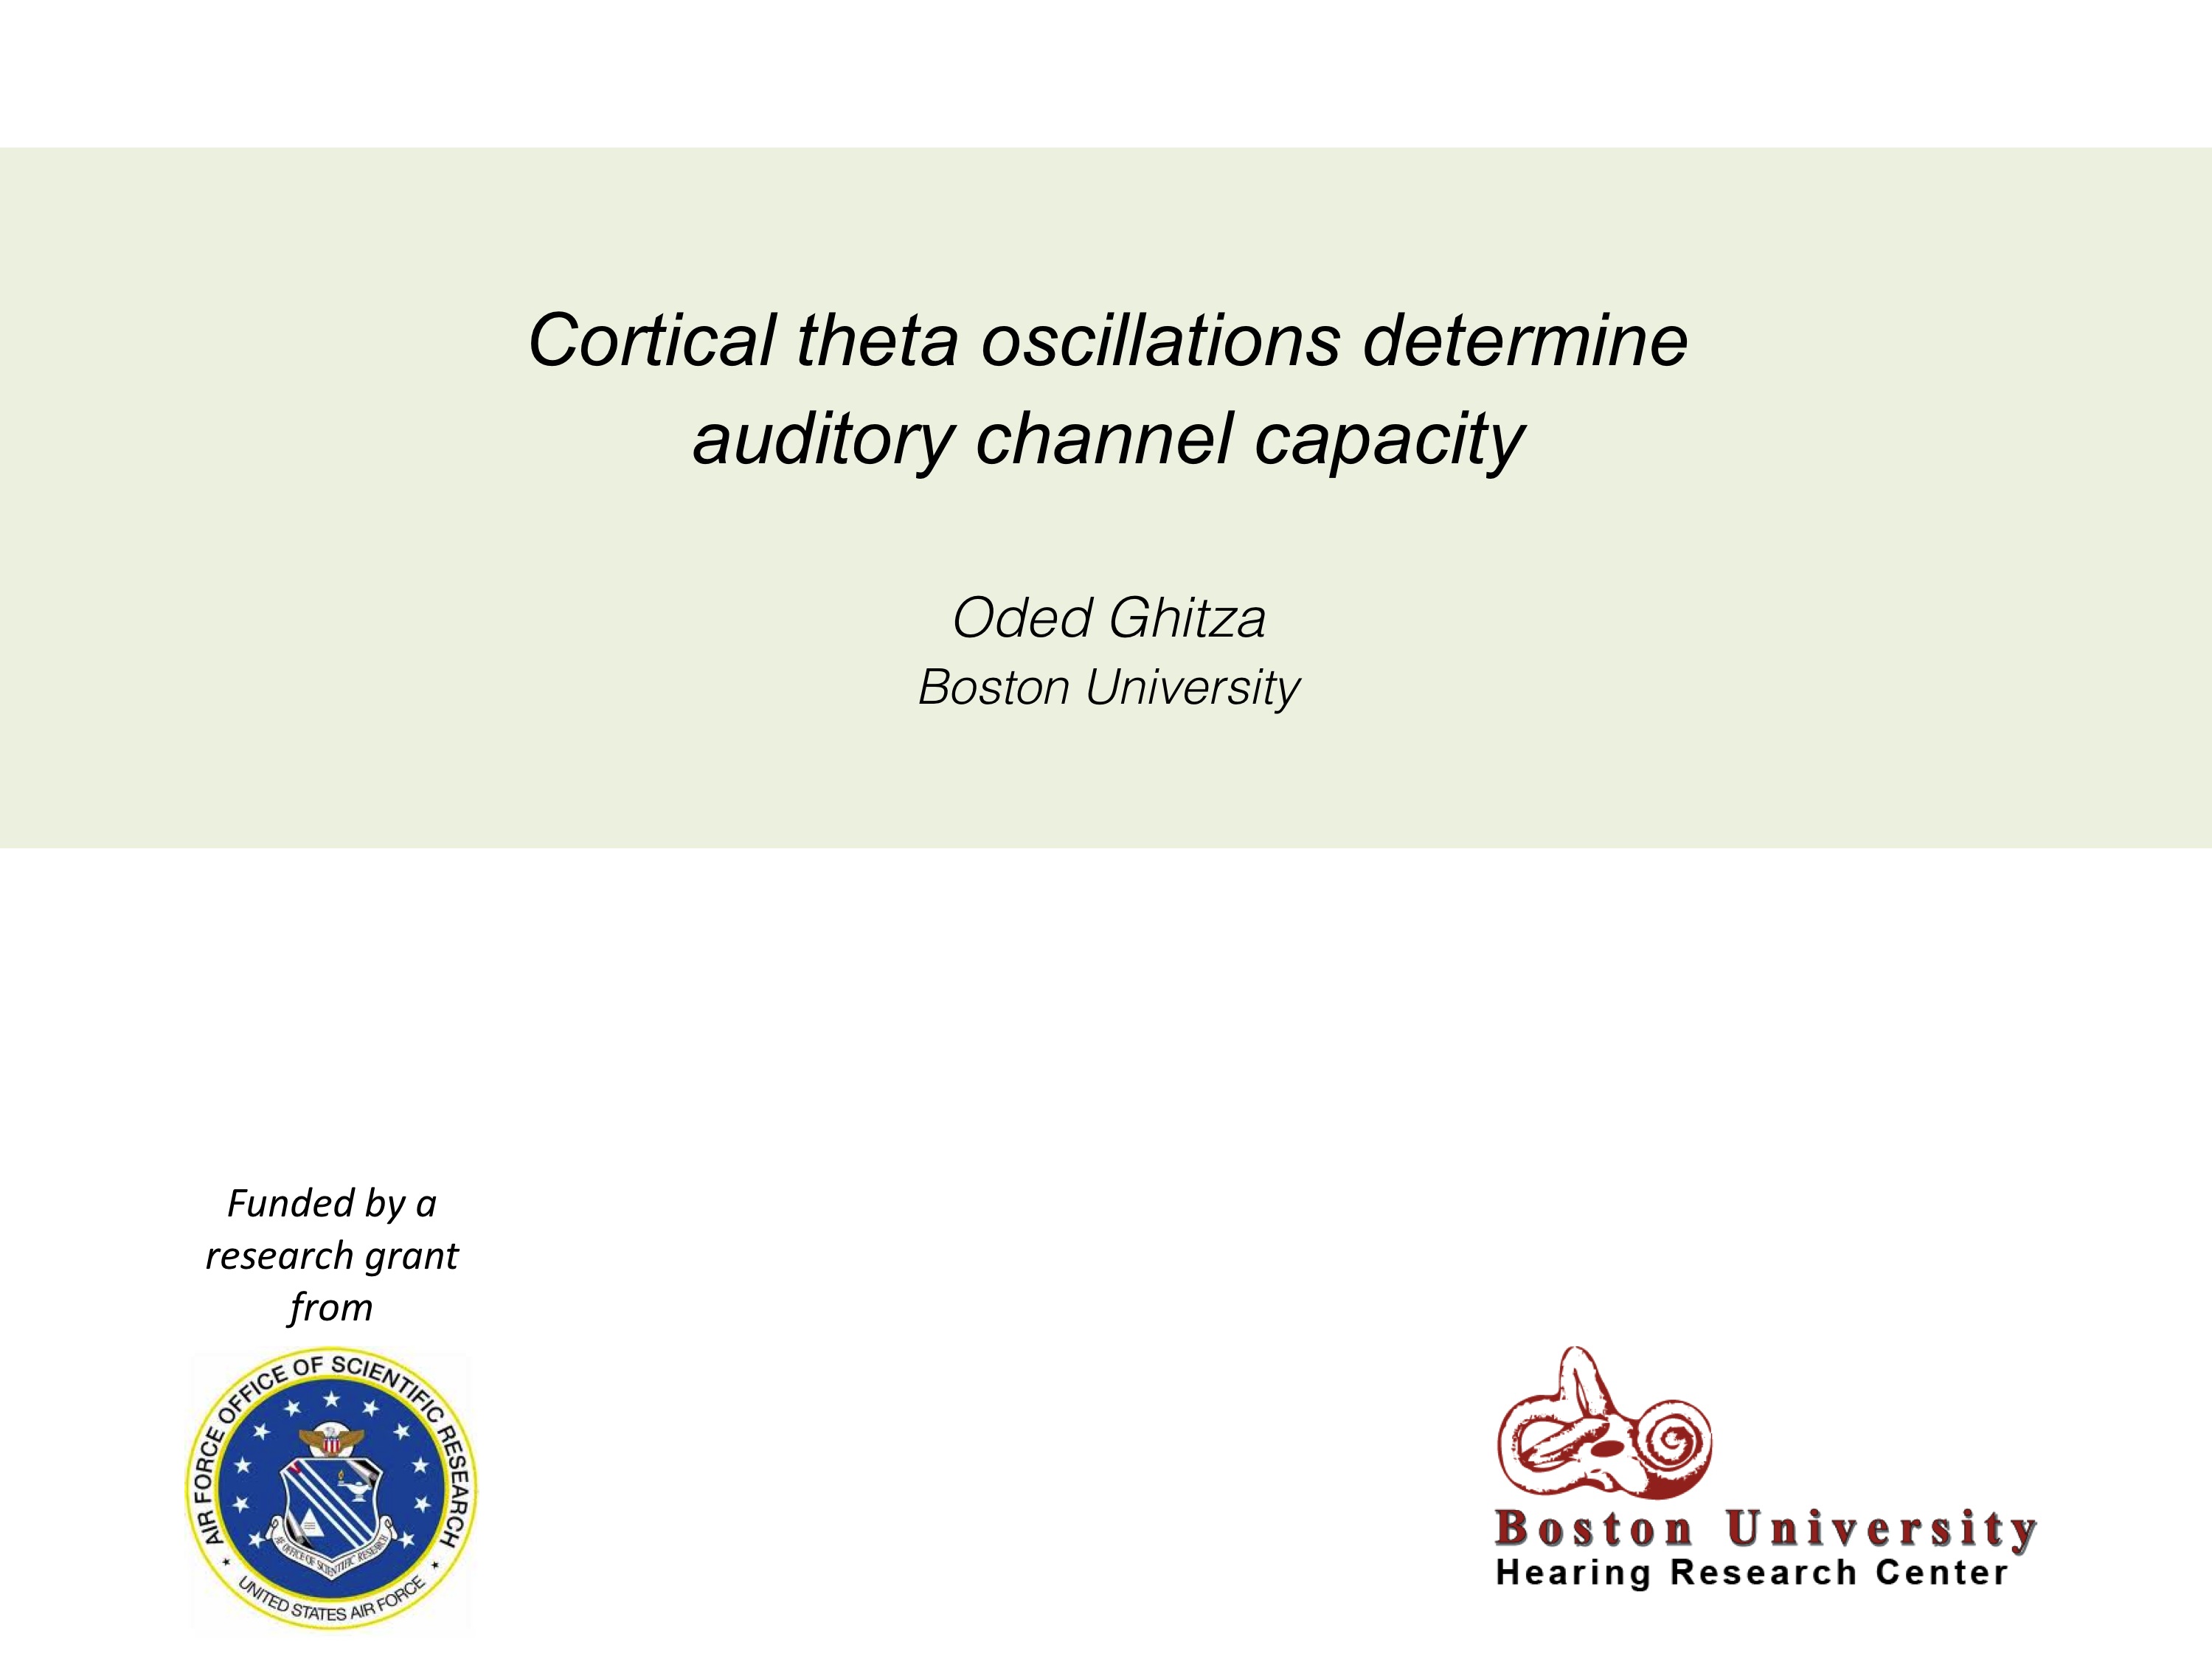 Cortical theta oscillations determine
auditory channel capacity
Oded Ghitza
Boston University
Funded by a
research grant
from
AIR FORCE OFFICE OF SCIENTIFIC RESEARCH
AF OFFICE OF SCIENTIFIC RESEARCH
UNITED STATES AIR FORCE
Boston University
Hearing Research Center